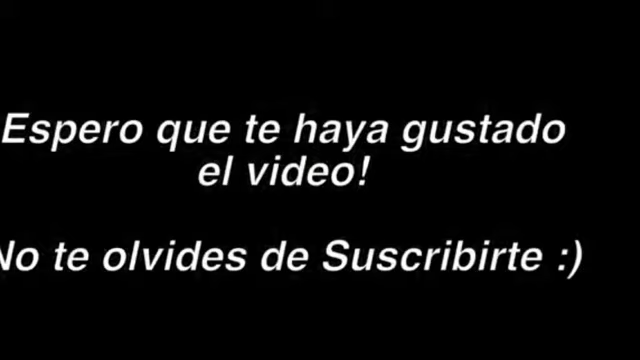 Espero que te haya gustado
el video!
No te olvides de Suscribirte :)